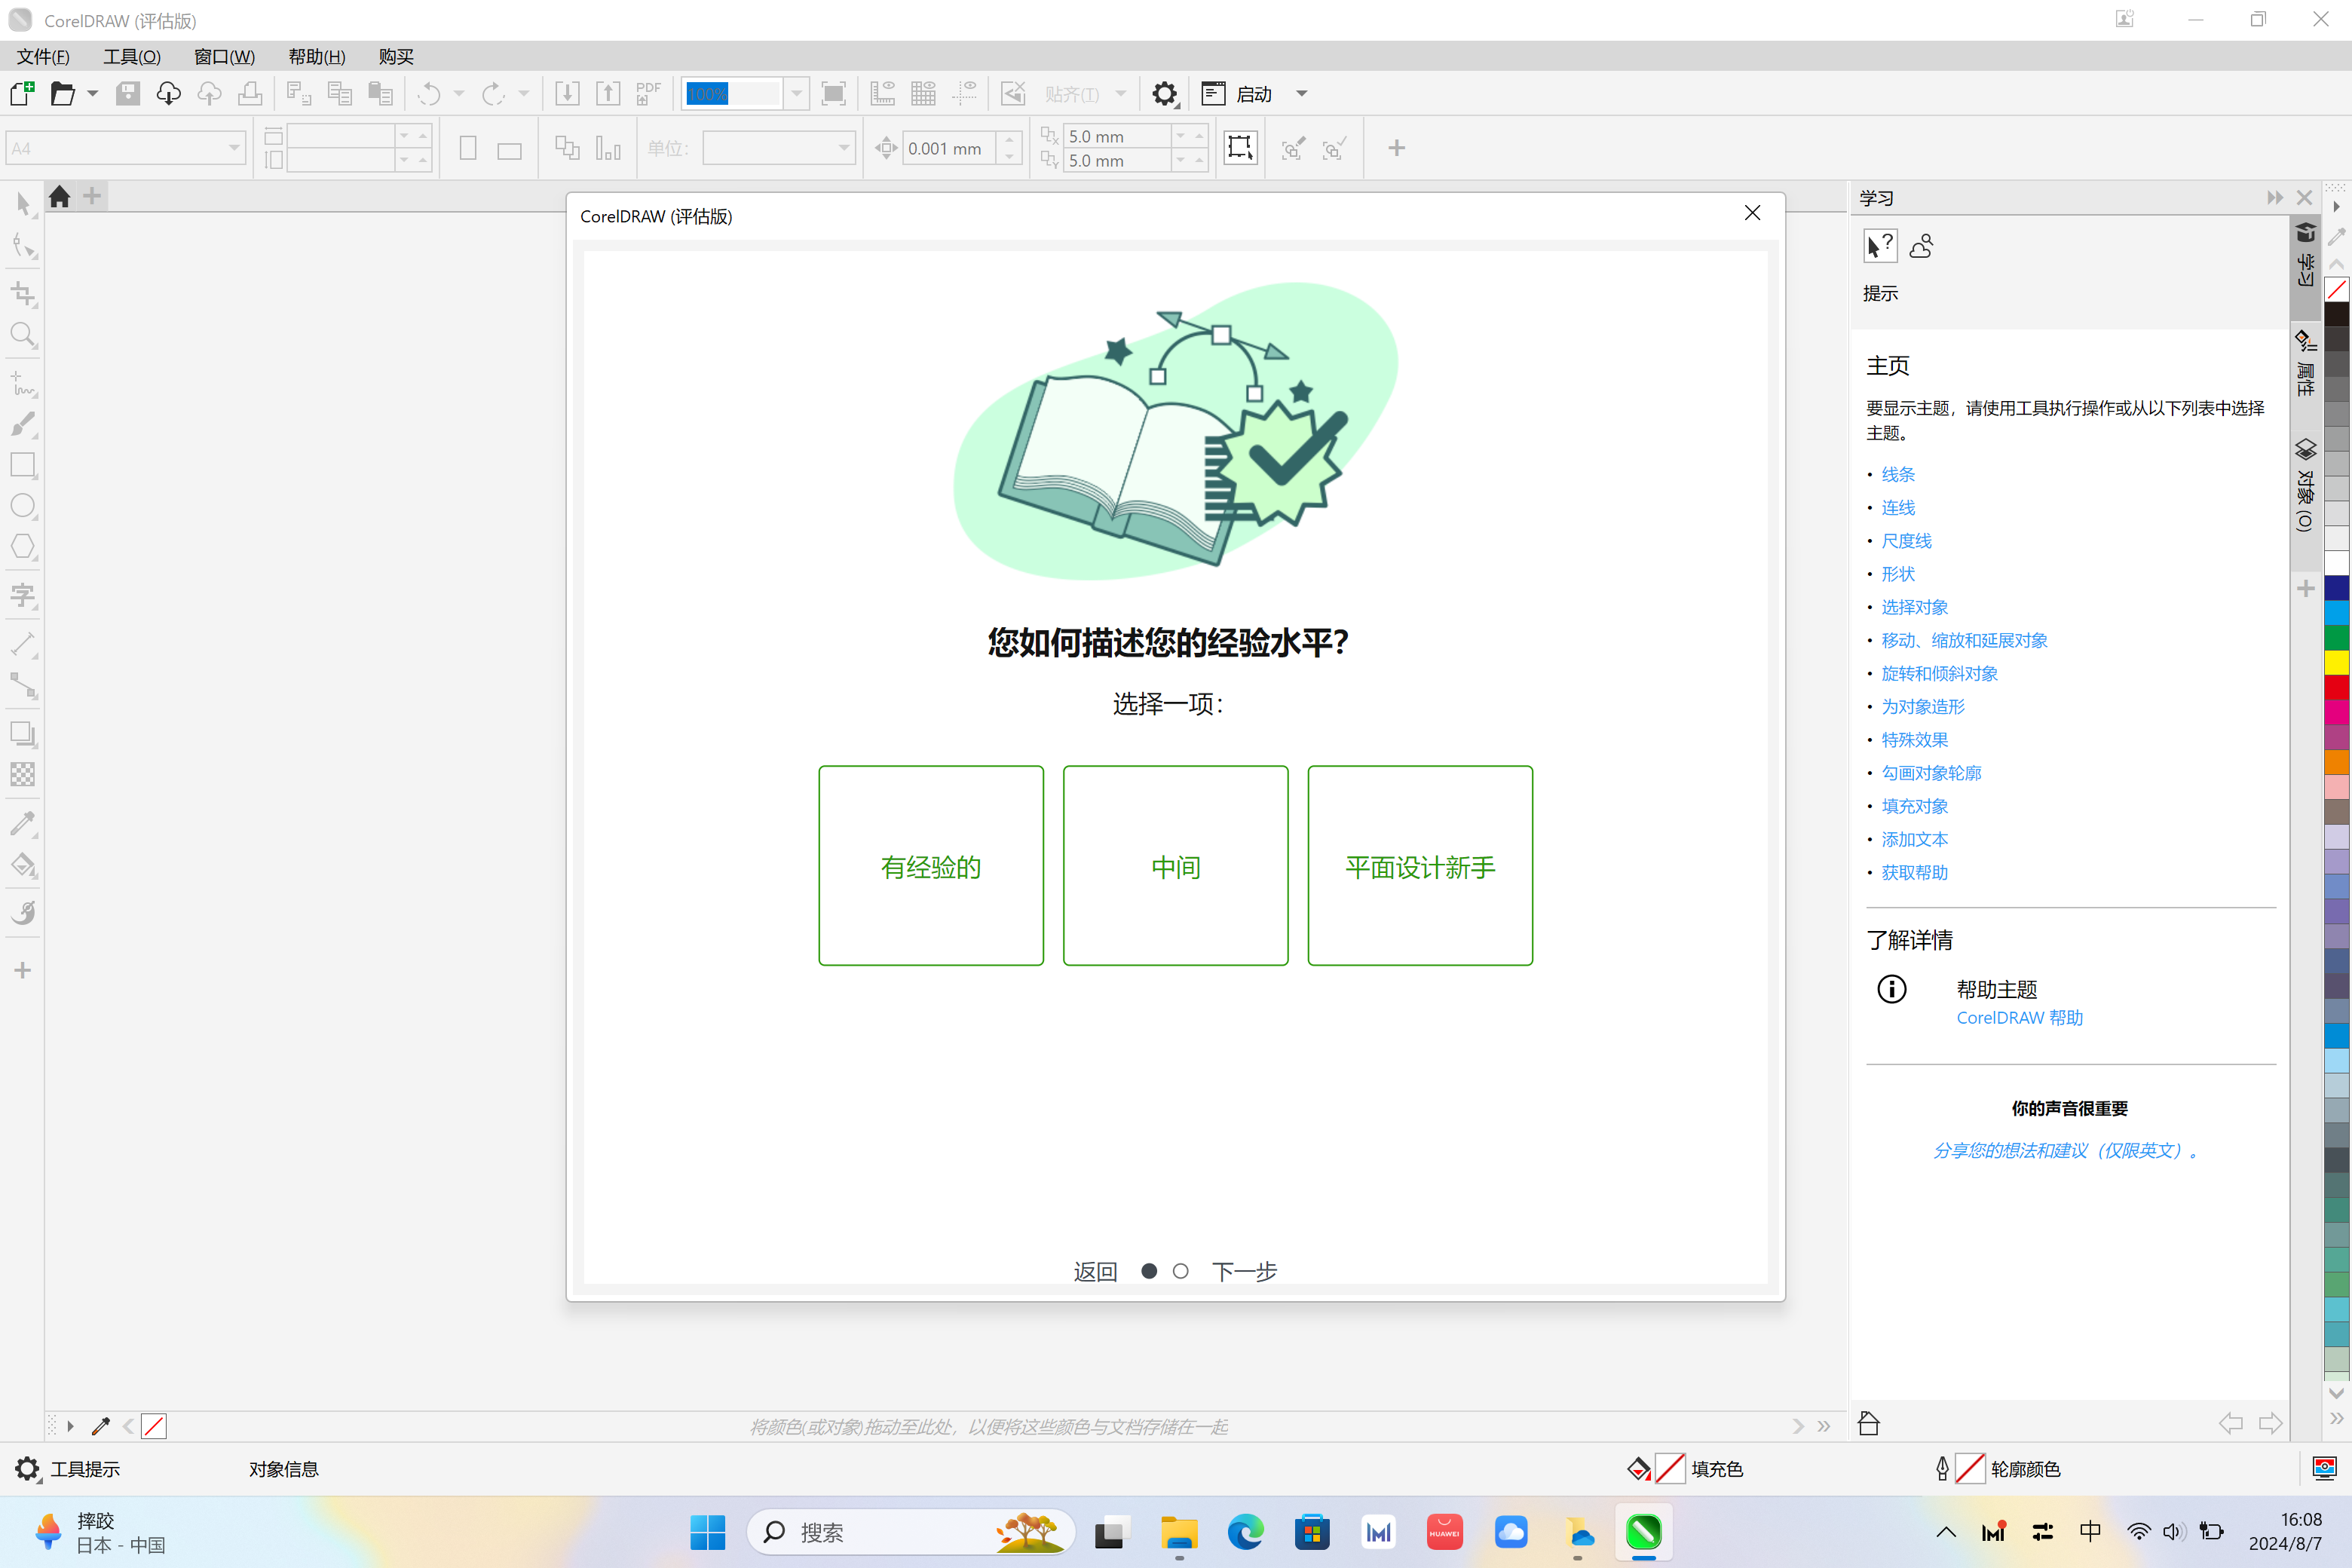 CorelDRAW (评估版)
文件(F) 工具(O) 窗口(W) 帮助(H) 购买
PDF 100% 贴齐(T) 启动
A4 单位: 0.001 mm 5.0 mm
5.0 mm
CorelDRAW (评估版)
您如何描述您的经验水平?
选择一项:
有经验的 中间 平面设计新手
返回 下一步
学习
提示
主页
要显示主题，请使用工具执行操作或从以下列表中选择
主题。
• 线条
• 连线
• 尺度线
• 形状
• 选择对象
• 移动、缩放和延展对象
• 旋转和倾斜对象
• 为对象造形
• 特殊效果
• 勾画对象轮廓
• 填充对象
• 添加文本
• 获取帮助
了解详情
帮助主题
CorelDRAW 帮助
你的声音很重要
分享您的想法和建议（仅限英文）。
学习
属性
对象 (O)
字
将颜色(或对象)拖动至此处，以便将这些颜色与文档存储在一起
工具提示 对象信息 填充色 轮廓颜色
摔跤
日本 - 中国
搜索
HUAWEI
中
16:08
2024/8/7